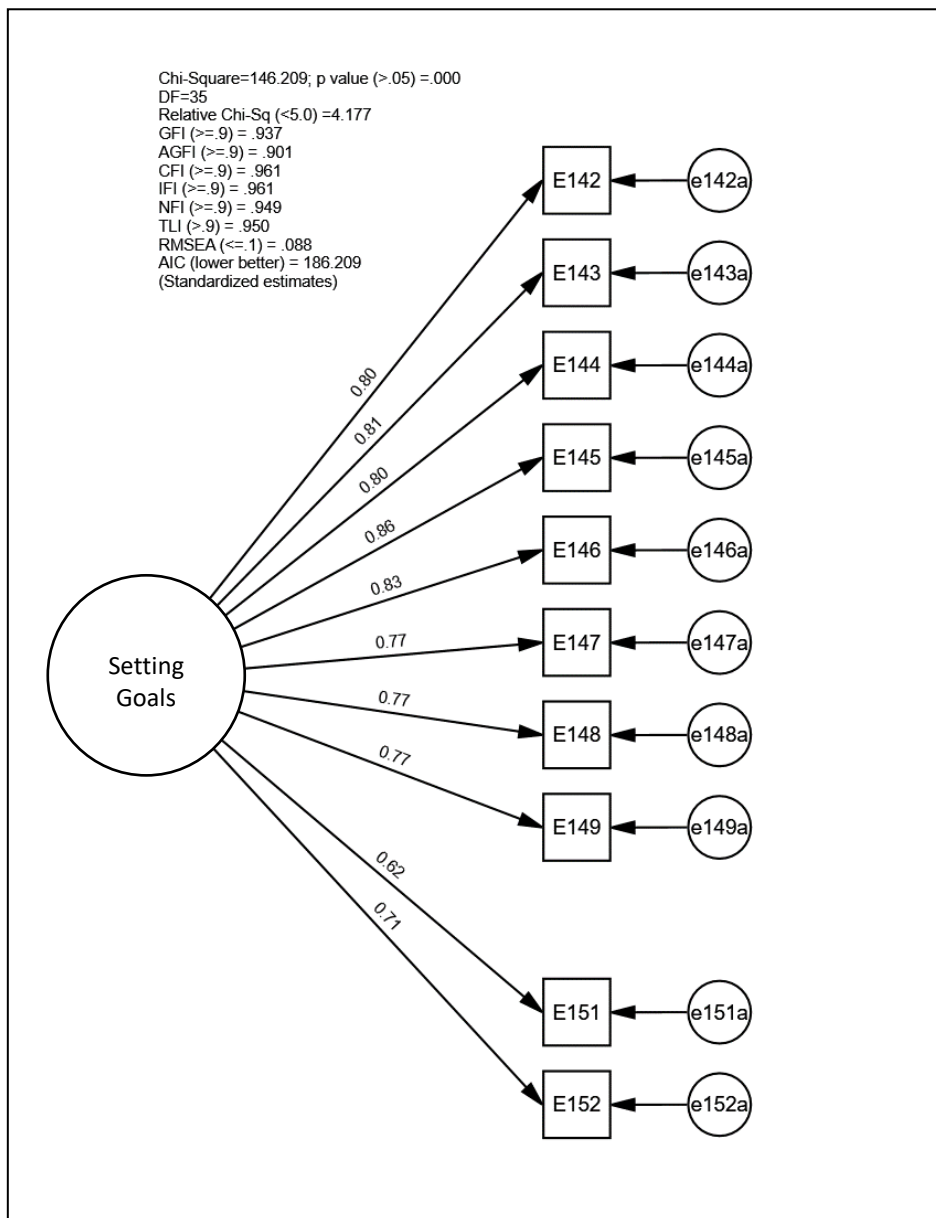 Chi-Square=146.209; p value (>.05) =.000
DF=35
Relative Chi-Sq (<5.0) =4.177
GFI (>=.9) = .937
AGFI (>=.9) = .901
CFI (>=.9) = .961
IFI (>=.9) = .961
NFI (>=.9) = .949
TLI (>.9) = .950
RMSEA (<=.1) = .088
AIC (lower better) = 186.209
(Standardized estimates)
E142
e142a
E143
e143a
E144
e144a
E145
e145a
E146
e146a
E147
e147a
E148
e148a
E149
e149a
E151
e151a
E152
e152a
0.80
0.81
0.80
0.86
0.83
0.77
0.77
0.77
0.62
0.71
Setting
Goals